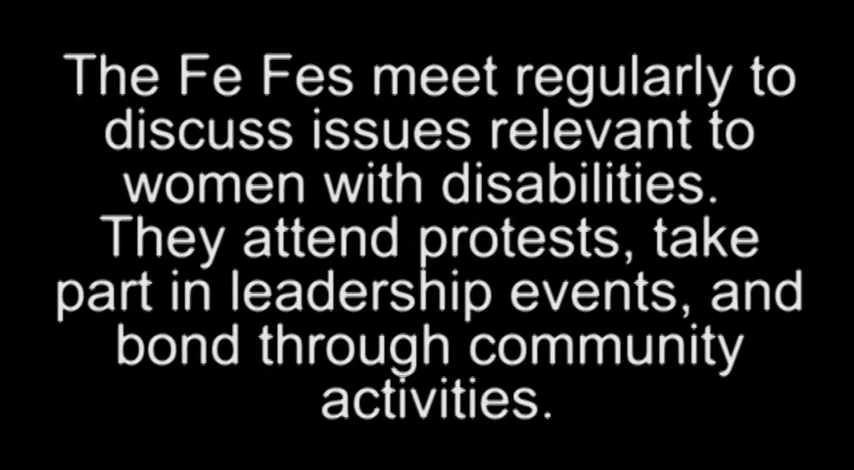 The Fe Fes meet regularly to
discuss issues relevant to
women with disabilities.
They attend protests, take
part in leadership events, and
bond through community
activities.